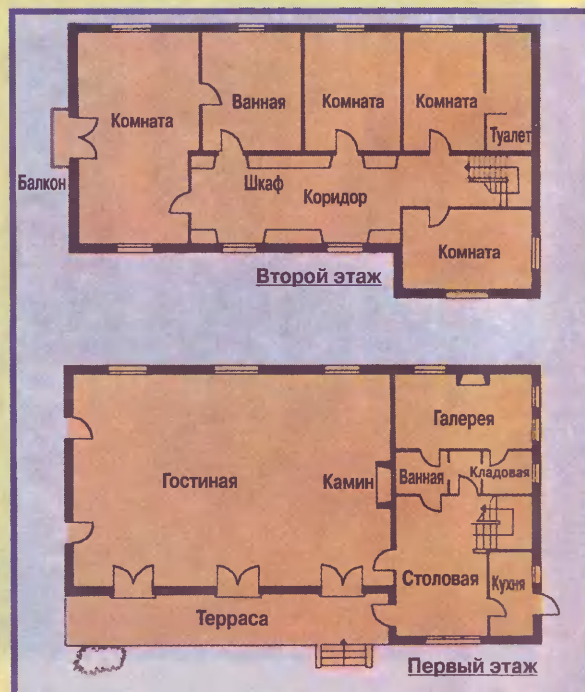 Комната
Ванная
Комната
Комната
Туалет
Балкон
Шкаф
Коридор
Комната
Второй этаж
Галерея
Гостиная
Камин
Ванная
Кладовая
Столовая
Кухня
Терраса
Первый этаж